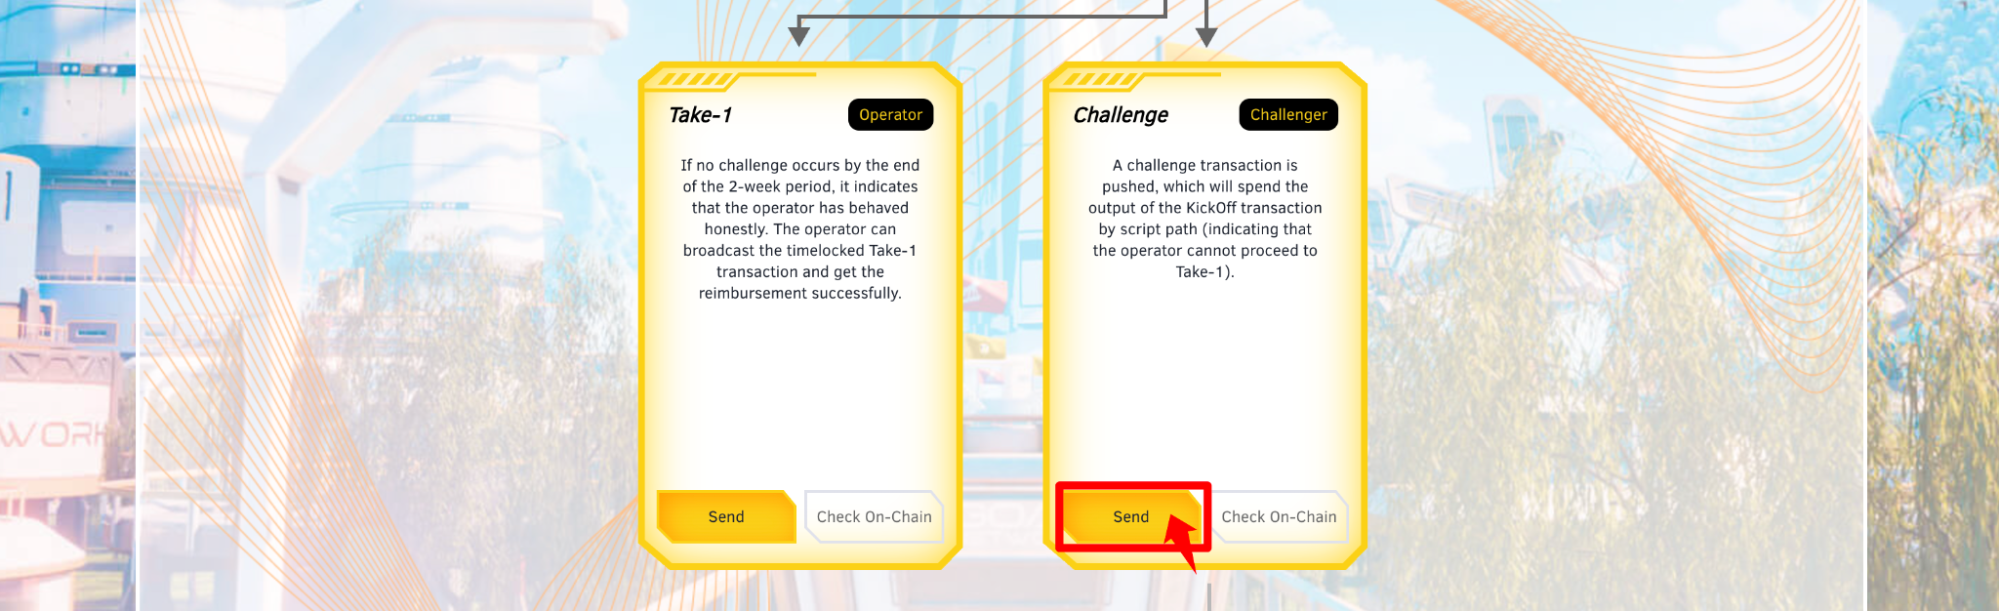 Take-1
Operator
If no challenge occurs by the end
of the 2-week period, it indicates
that the operator has behaved
honestly. The operator can
broadcast the timelocked Take-1
transaction and get the
reimbursement successfully.
Send
Check On-Chain
Challenge
Challenger
A challenge transaction is
pushed, which will spend the
output of the KickOff transaction
by script path (indicating that
the operator cannot proceed to
Take-1).
Send
Check On-Chain
WORK